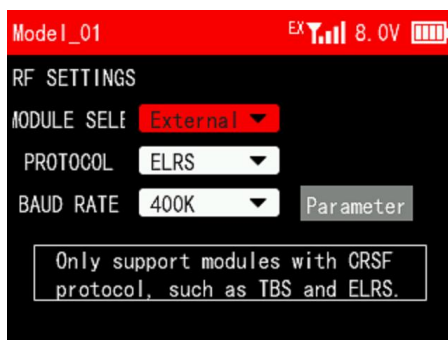 Model_01 EX 8.0V
RF SETTINGS
MODULE SELE External
PROTOCOL ELRS
BAUD RATE 400K Parameter
Only support modules with CRSF
protocol, such as TBS and ELRS.